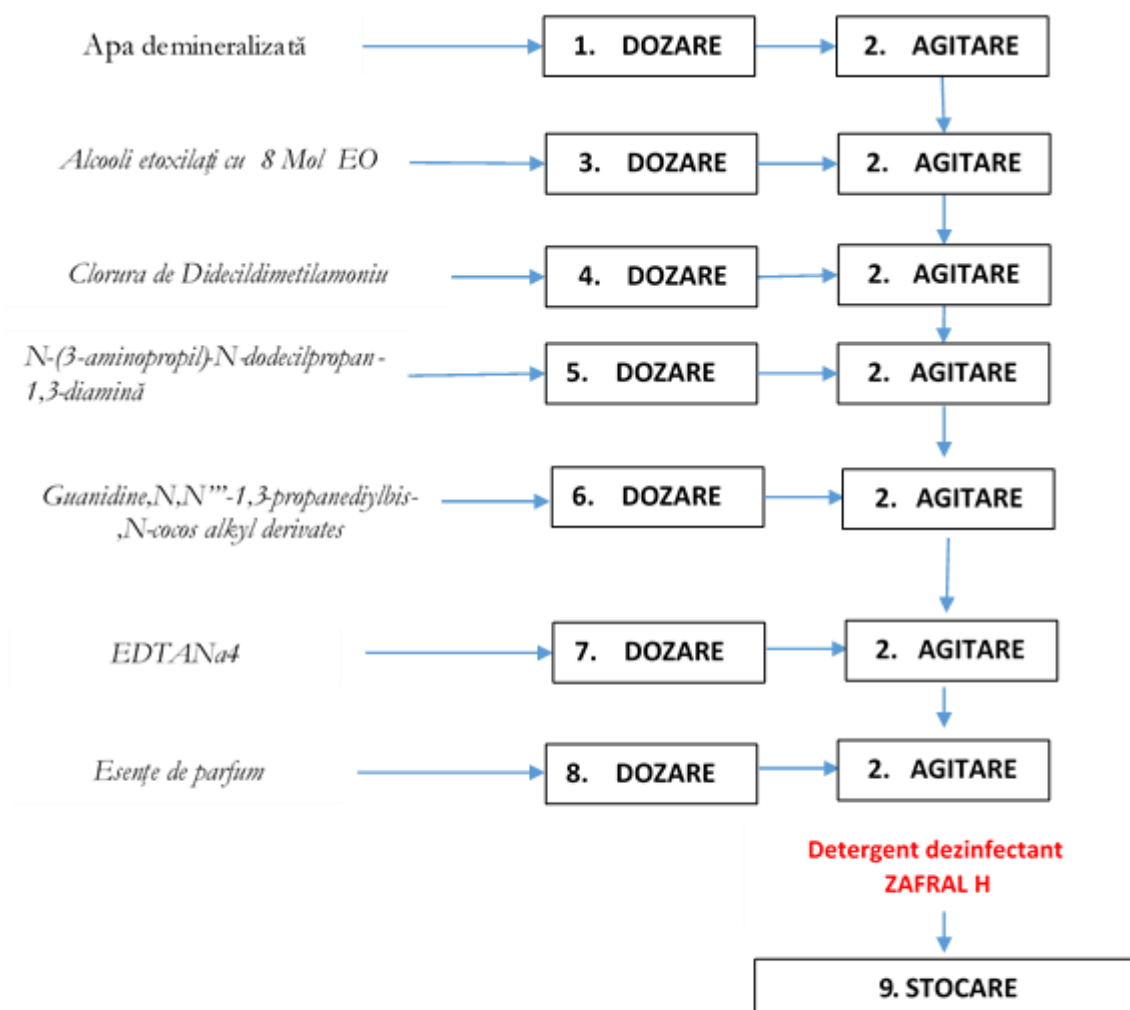 Apa demineralizată
1. DOZARE
2. AGITARE
Alcooli etoxilați cu 8 Mol EO
3. DOZARE
2. AGITARE
Clorura de Didecildimetilamoniu
4. DOZARE
2. AGITARE
N-(3-aminopropil)-N-dodecilpropan-
1,3-diamină
5. DOZARE
2. AGITARE
Guanidine,N,N’’’-1,3-propanediylbis-
,N-cocos alkyl derivates
6. DOZARE
2. AGITARE
EDTANa4
7. DOZARE
2. AGITARE
Esențe de parfum
8. DOZARE
2. AGITARE
Detergent dezinfectant
ZAFRAL H
9. STOCARE